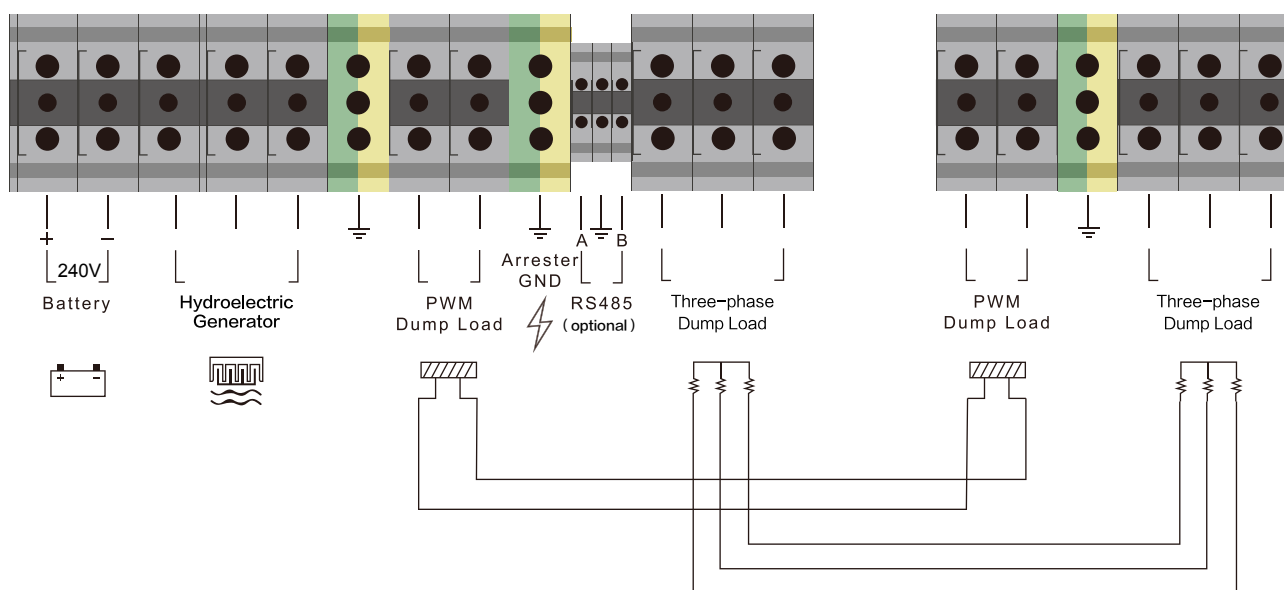 + −
240V
Battery
Hydroelectric
Generator
PWM
Dump Load
Arrester
GND
A B
RS485
(optional)
Three-phase
Dump Load
PWM
Dump Load
Three-phase
Dump Load
+ −